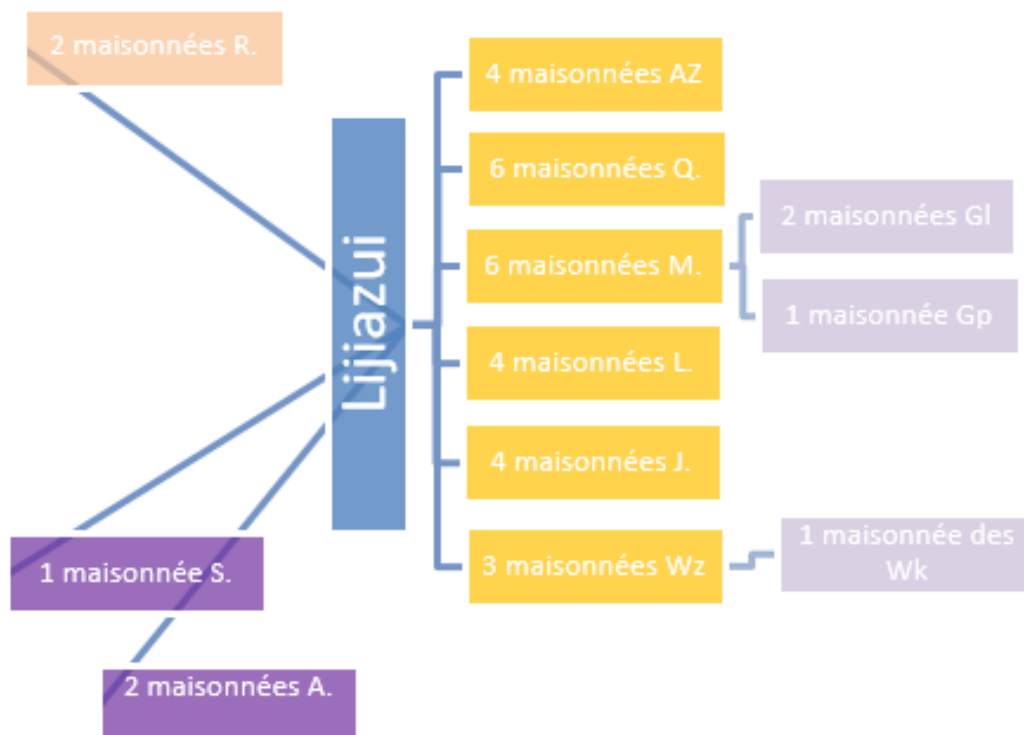 2 maisonnées R.
Lijiazui
4 maisonnées AZ
6 maisonnées Q.
6 maisonnées M.
4 maisonnées L.
4 maisonnées J.
3 maisonnées Wz
2 maisonnées Gl
1 maisonnée Gp
1 maisonnée des
Wk
1 maisonnée S.
2 maisonnées A.